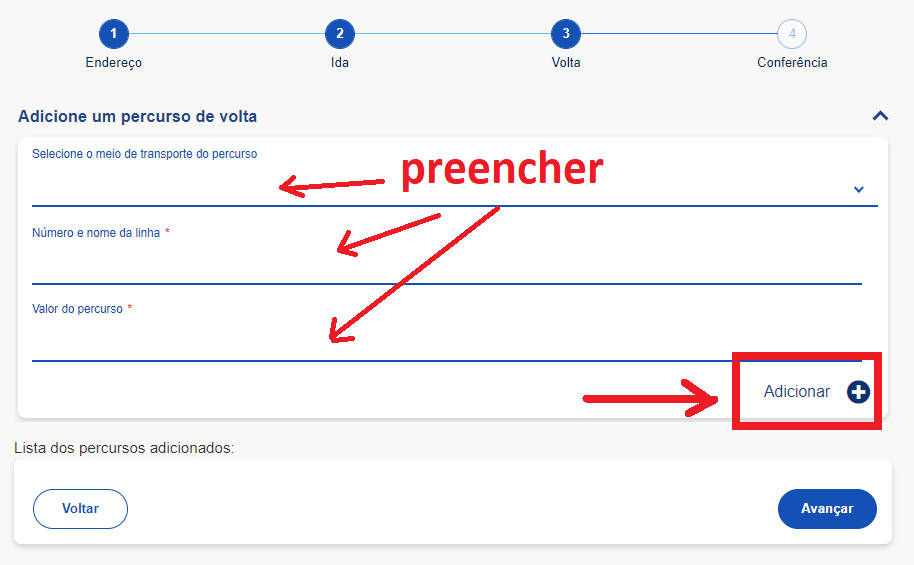 1 2 3 4
Endereço Ida Volta Conferência
Adicione um percurso de volta
Selecione o meio de transporte do percurso
preencher
Número e nome da linha *
Valor do percurso *
Adicionar
Lista dos percursos adicionados:
Voltar Avançar